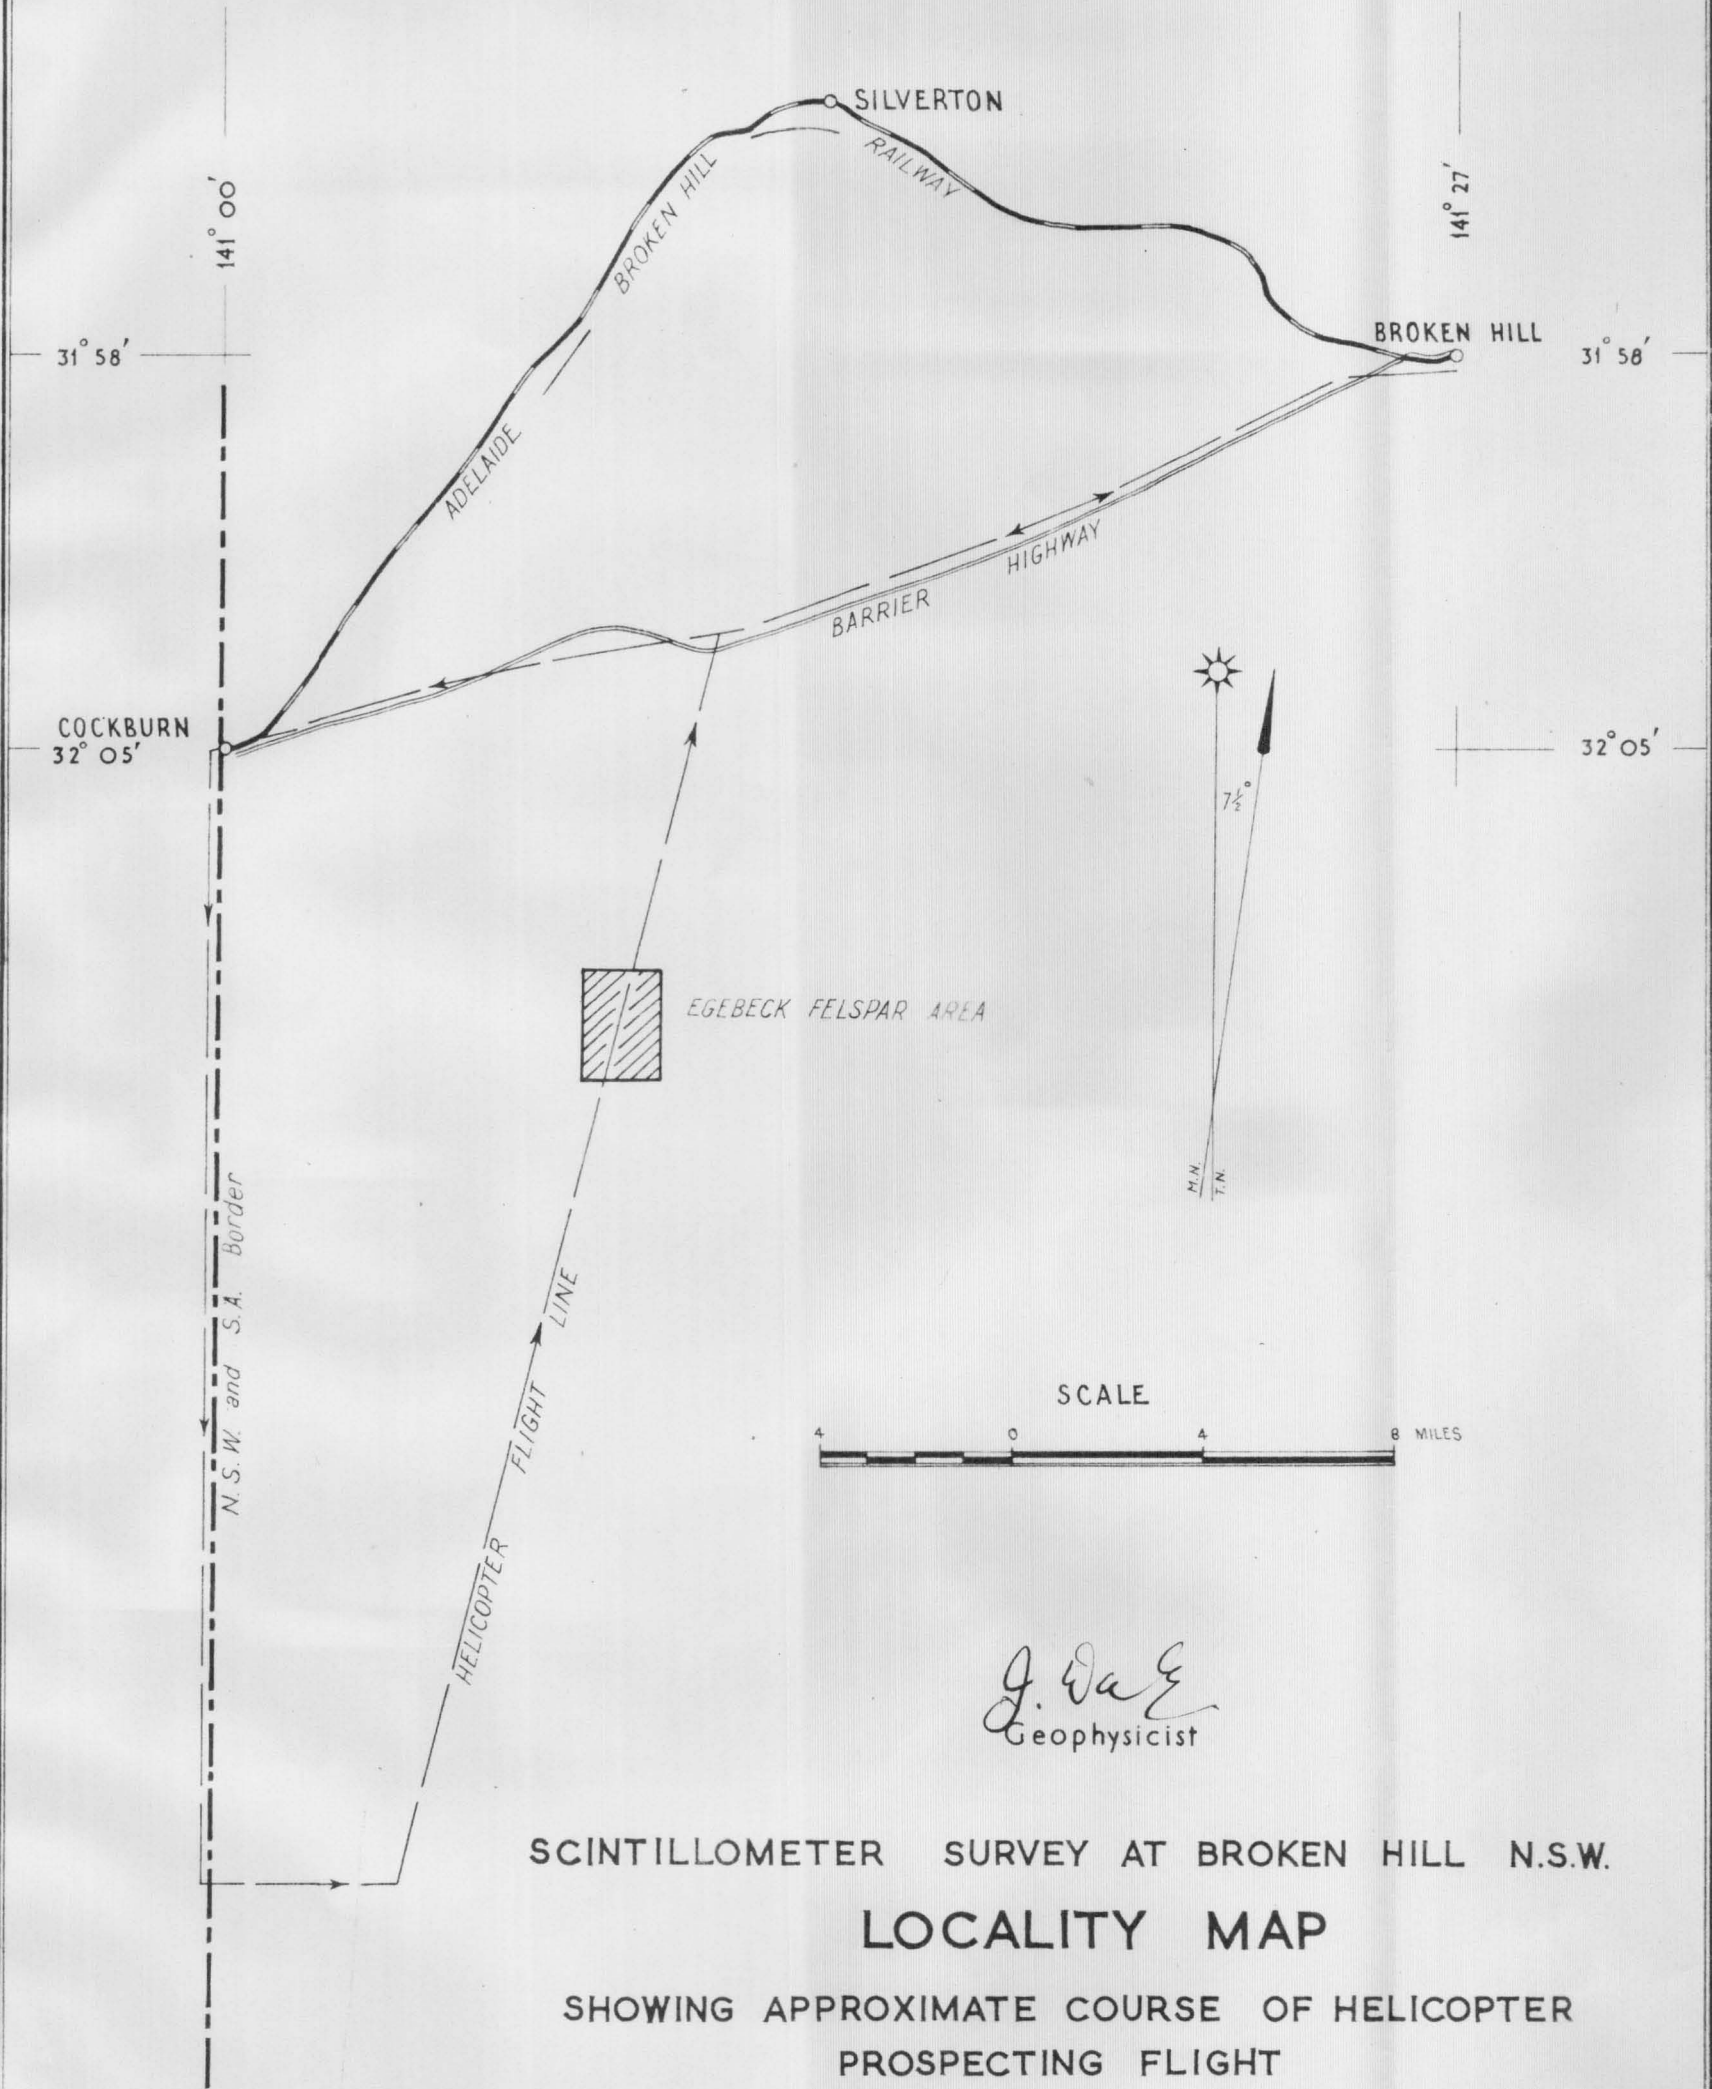 SILVERTON
RAILWAY
BROKEN HILL
ADELAIDE
141° 00'
141° 27'
31° 58'
BROKEN HILL
31° 58'
HIGHWAY
BARRIER
COCKBURN
32° 05'
32° 05'
7½°
EGEBECK FELSPAR AREA
M.N.
T.N.
N.S.W. and S.A. Border
HELICOPTER FLIGHT LINE
SCALE
4 0 4 8 MILES
Geophysicist
SCINTILLOMETER SURVEY AT BROKEN HILL N.S.W.
LOCALITY MAP
SHOWING APPROXIMATE COURSE OF HELICOPTER
PROSPECTING FLIGHT